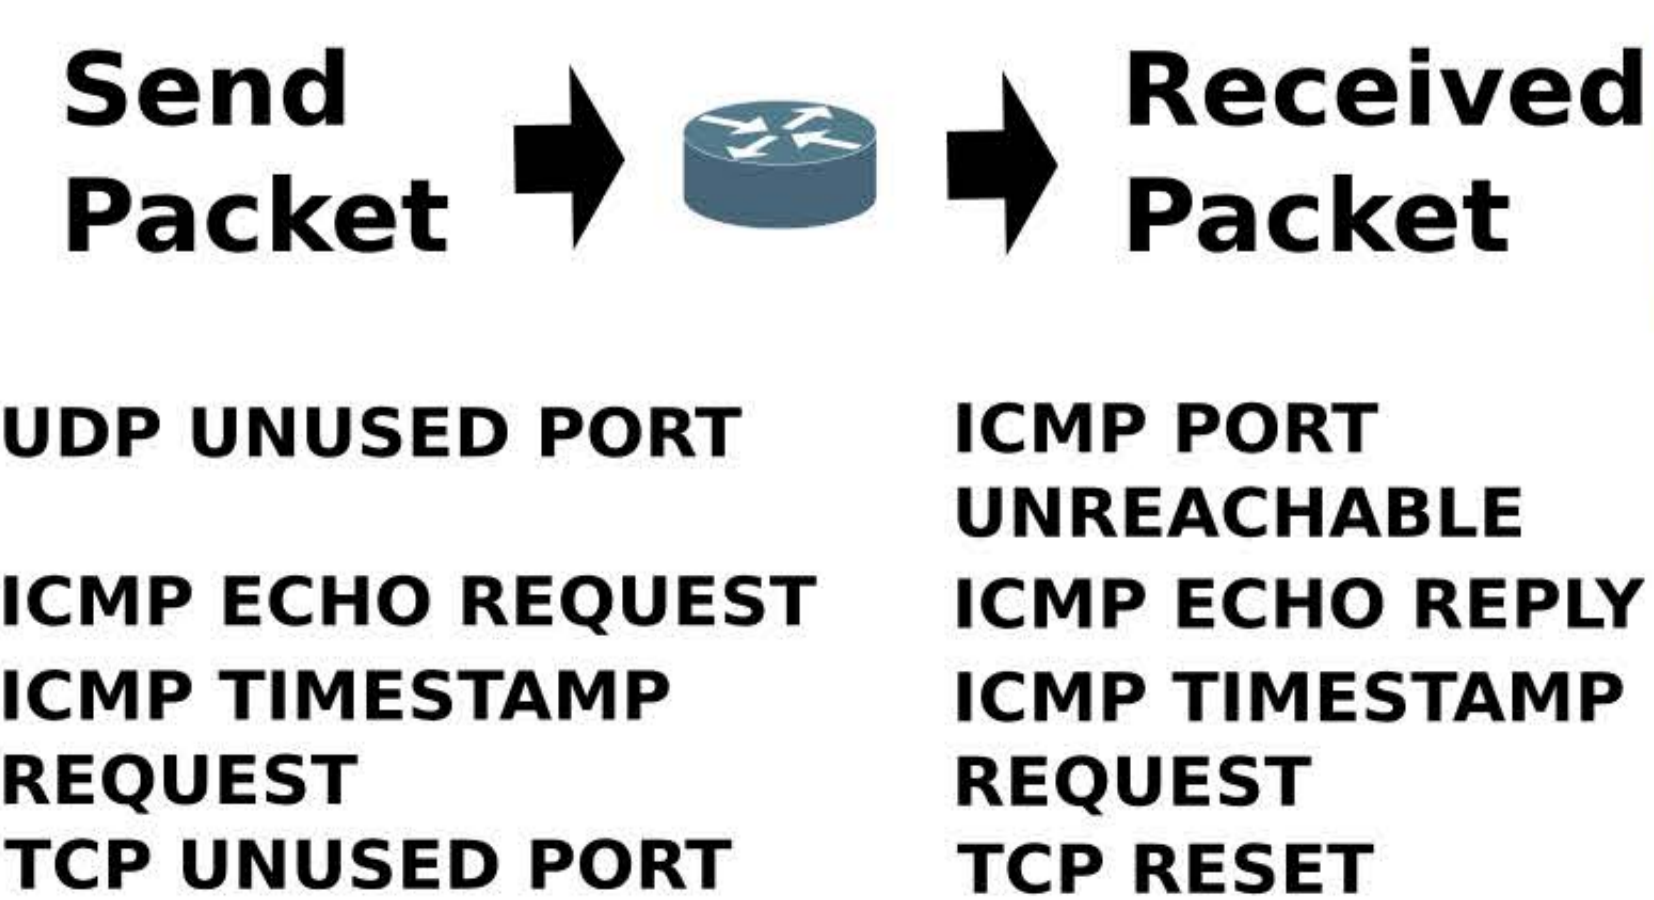 Send
Packet
Received
Packet
UDP UNUSED PORT
ICMP PORT
UNREACHABLE
ICMP ECHO REQUEST
ICMP ECHO REPLY
ICMP TIMESTAMP
REQUEST
ICMP TIMESTAMP
REQUEST
TCP UNUSED PORT
TCP RESET